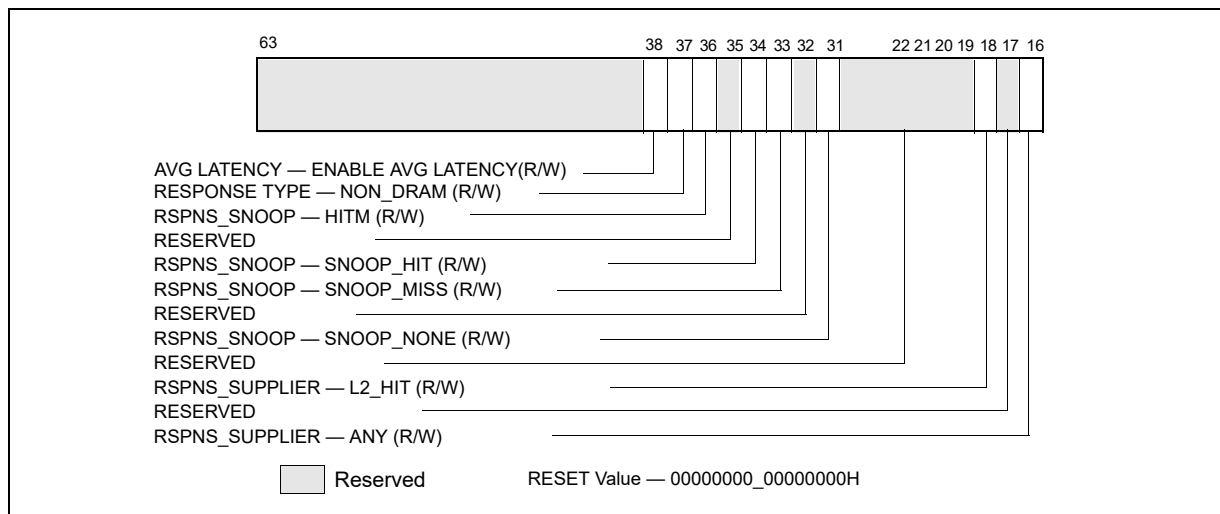 63 38 37 36 35 34 33 32 31 22 21 20 19 18 17 16
AVG LATENCY — ENABLE AVG LATENCY(R/W)
RESPONSE TYPE — NON_DRAM (R/W)
RSPNS_SNOOP — HITM (R/W)
RESERVED
RSPNS_SNOOP — SNOOP_HIT (R/W)
RSPNS_SNOOP — SNOOP_MISS (R/W)
RESERVED
RSPNS_SNOOP — SNOOP_NONE (R/W)
RESERVED
RSPNS_SUPPLIER — L2_HIT (R/W)
RESERVED
RSPNS_SUPPLIER — ANY (R/W)
Reserved RESET Value — 00000000_00000000H